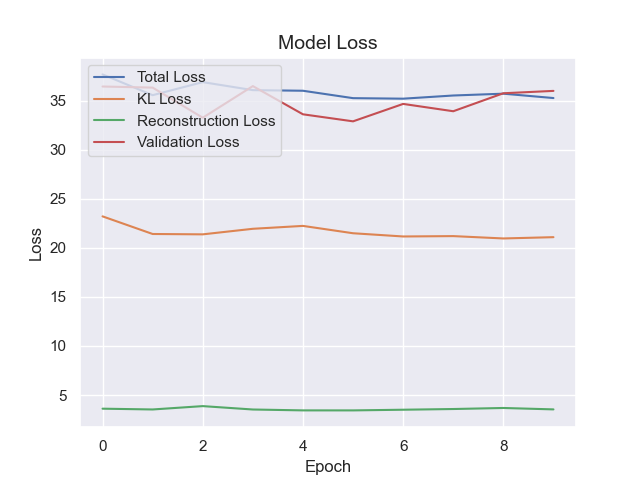 Model Loss
Total Loss
KL Loss
Reconstruction Loss
Validation Loss
35
30
25
20
15
10
5
Loss
0 2 4 6 8
Epoch